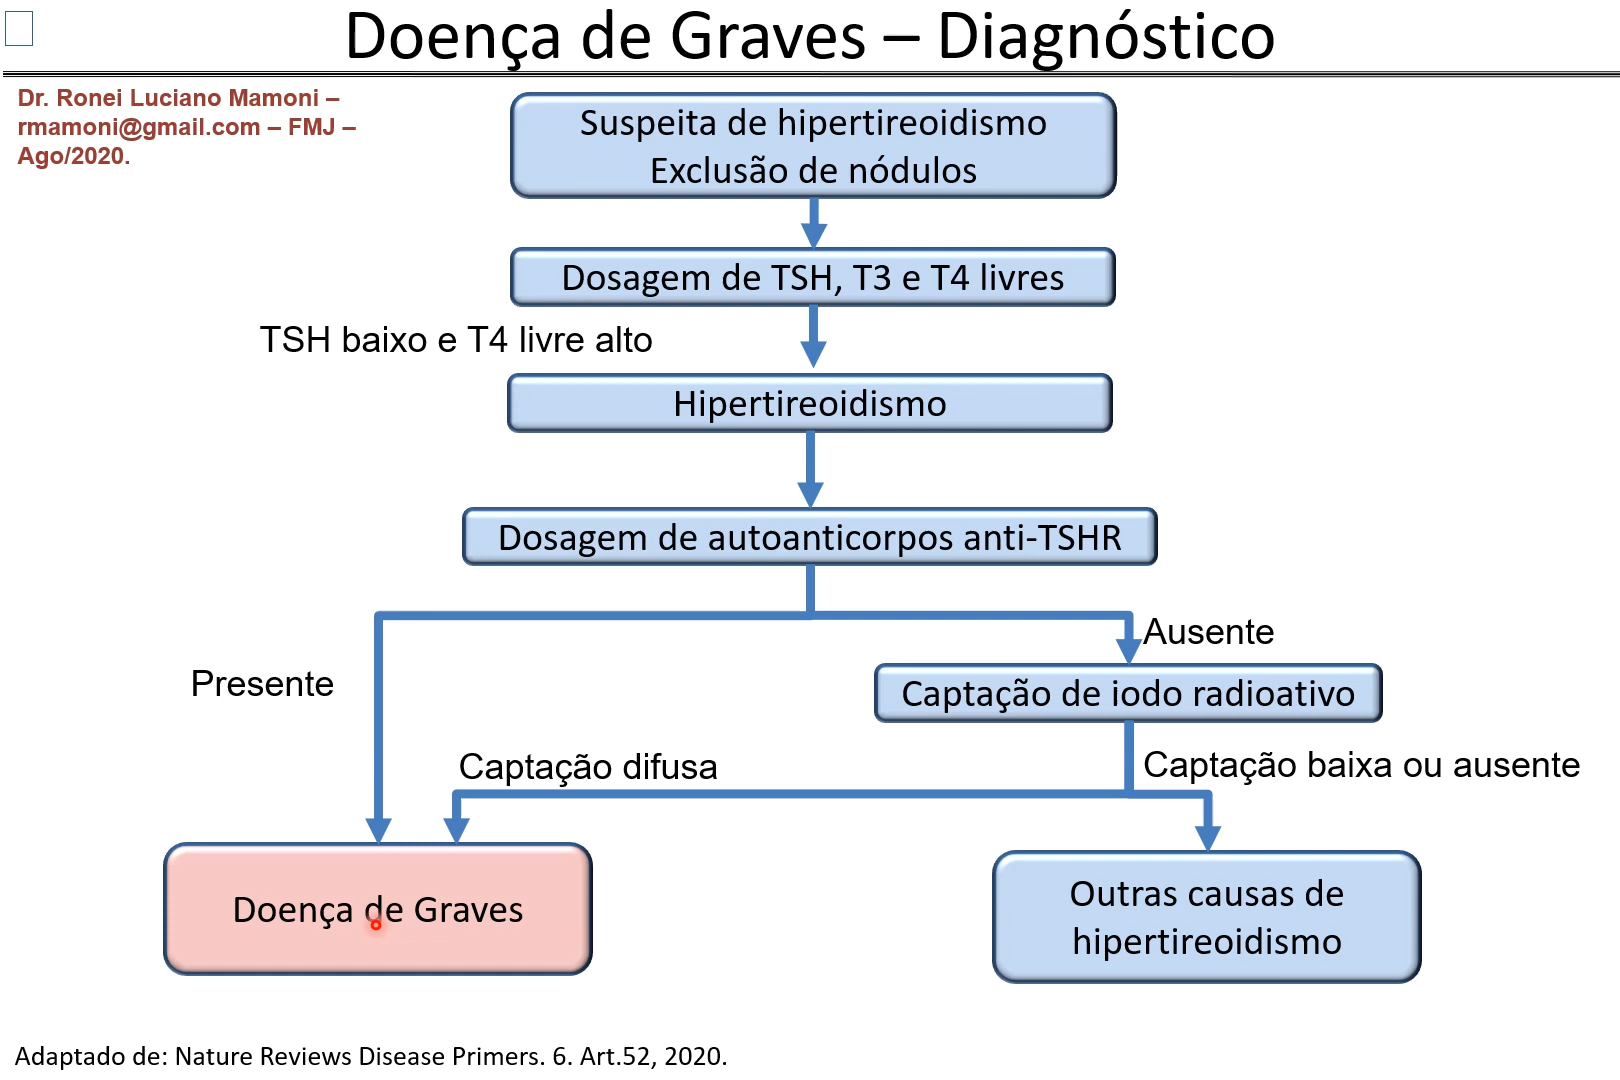 Doença de Graves – Diagnóstico
Dr. Ronei Luciano Mamoni –
rmamoni@gmail.com – FMJ –
Ago/2020.
Suspeita de hipertireoidismo
Exclusão de nódulos
Dosagem de TSH, T3 e T4 livres
TSH baixo e T4 livre alto
Hipertireoidismo
Dosagem de autoanticorpos anti-TSHR
Ausente
Presente
Captação de iodo radioativo
Captação difusa
Captação baixa ou ausente
Doença de Graves
Outras causas de
hipertireoidismo
Adaptado de: Nature Reviews Disease Primers. 6. Art.52, 2020.